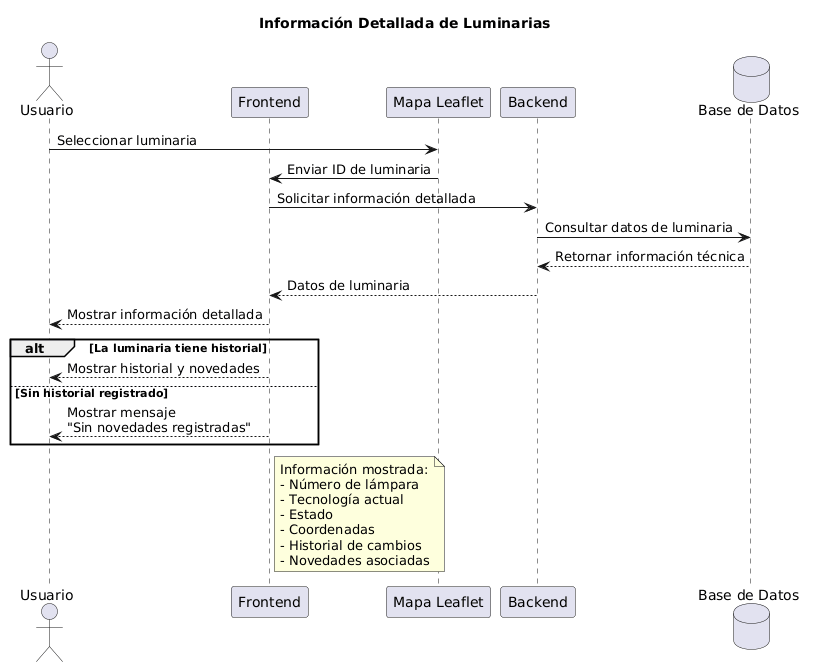 Información Detallada de Luminarias
Usuario
Frontend
Mapa Leaflet
Backend
Base de Datos
Seleccionar luminaria
Enviar ID de luminaria
Solicitar información detallada
Consultar datos de luminaria
Retornar información técnica
Datos de luminaria
Mostrar información detallada
alt [La luminaria tiene historial]
Mostrar historial y novedades
[Sin historial registrado]
Mostrar mensaje
"Sin novedades registradas"
Información mostrada:
- Número de lámpara
- Tecnología actual
- Estado
- Coordenadas
- Historial de cambios
- Novedades asociadas
Usuario
Frontend
Mapa Leaflet
Backend
Base de Datos